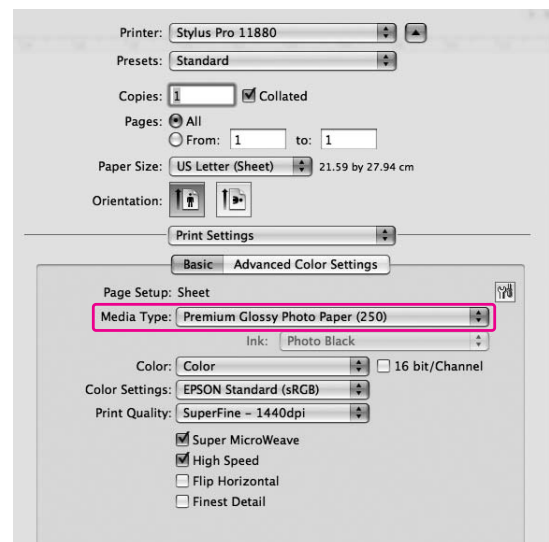 Printer: Stylus Pro 11880
Presets: Standard
Copies: 1 Collated
Pages: All
From: 1 to: 1
Paper Size: US Letter (Sheet) 21.59 by 27.94 cm
Orientation:
Print Settings
Basic Advanced Color Settings
Page Setup: Sheet
Media Type: Premium Glossy Photo Paper (250)
Ink: Photo Black
Color: Color 16 bit/Channel
Color Settings: EPSON Standard (sRGB)
Print Quality: SuperFine – 1440dpi
Super MicroWeave
High Speed
Flip Horizontal
Finest Detail